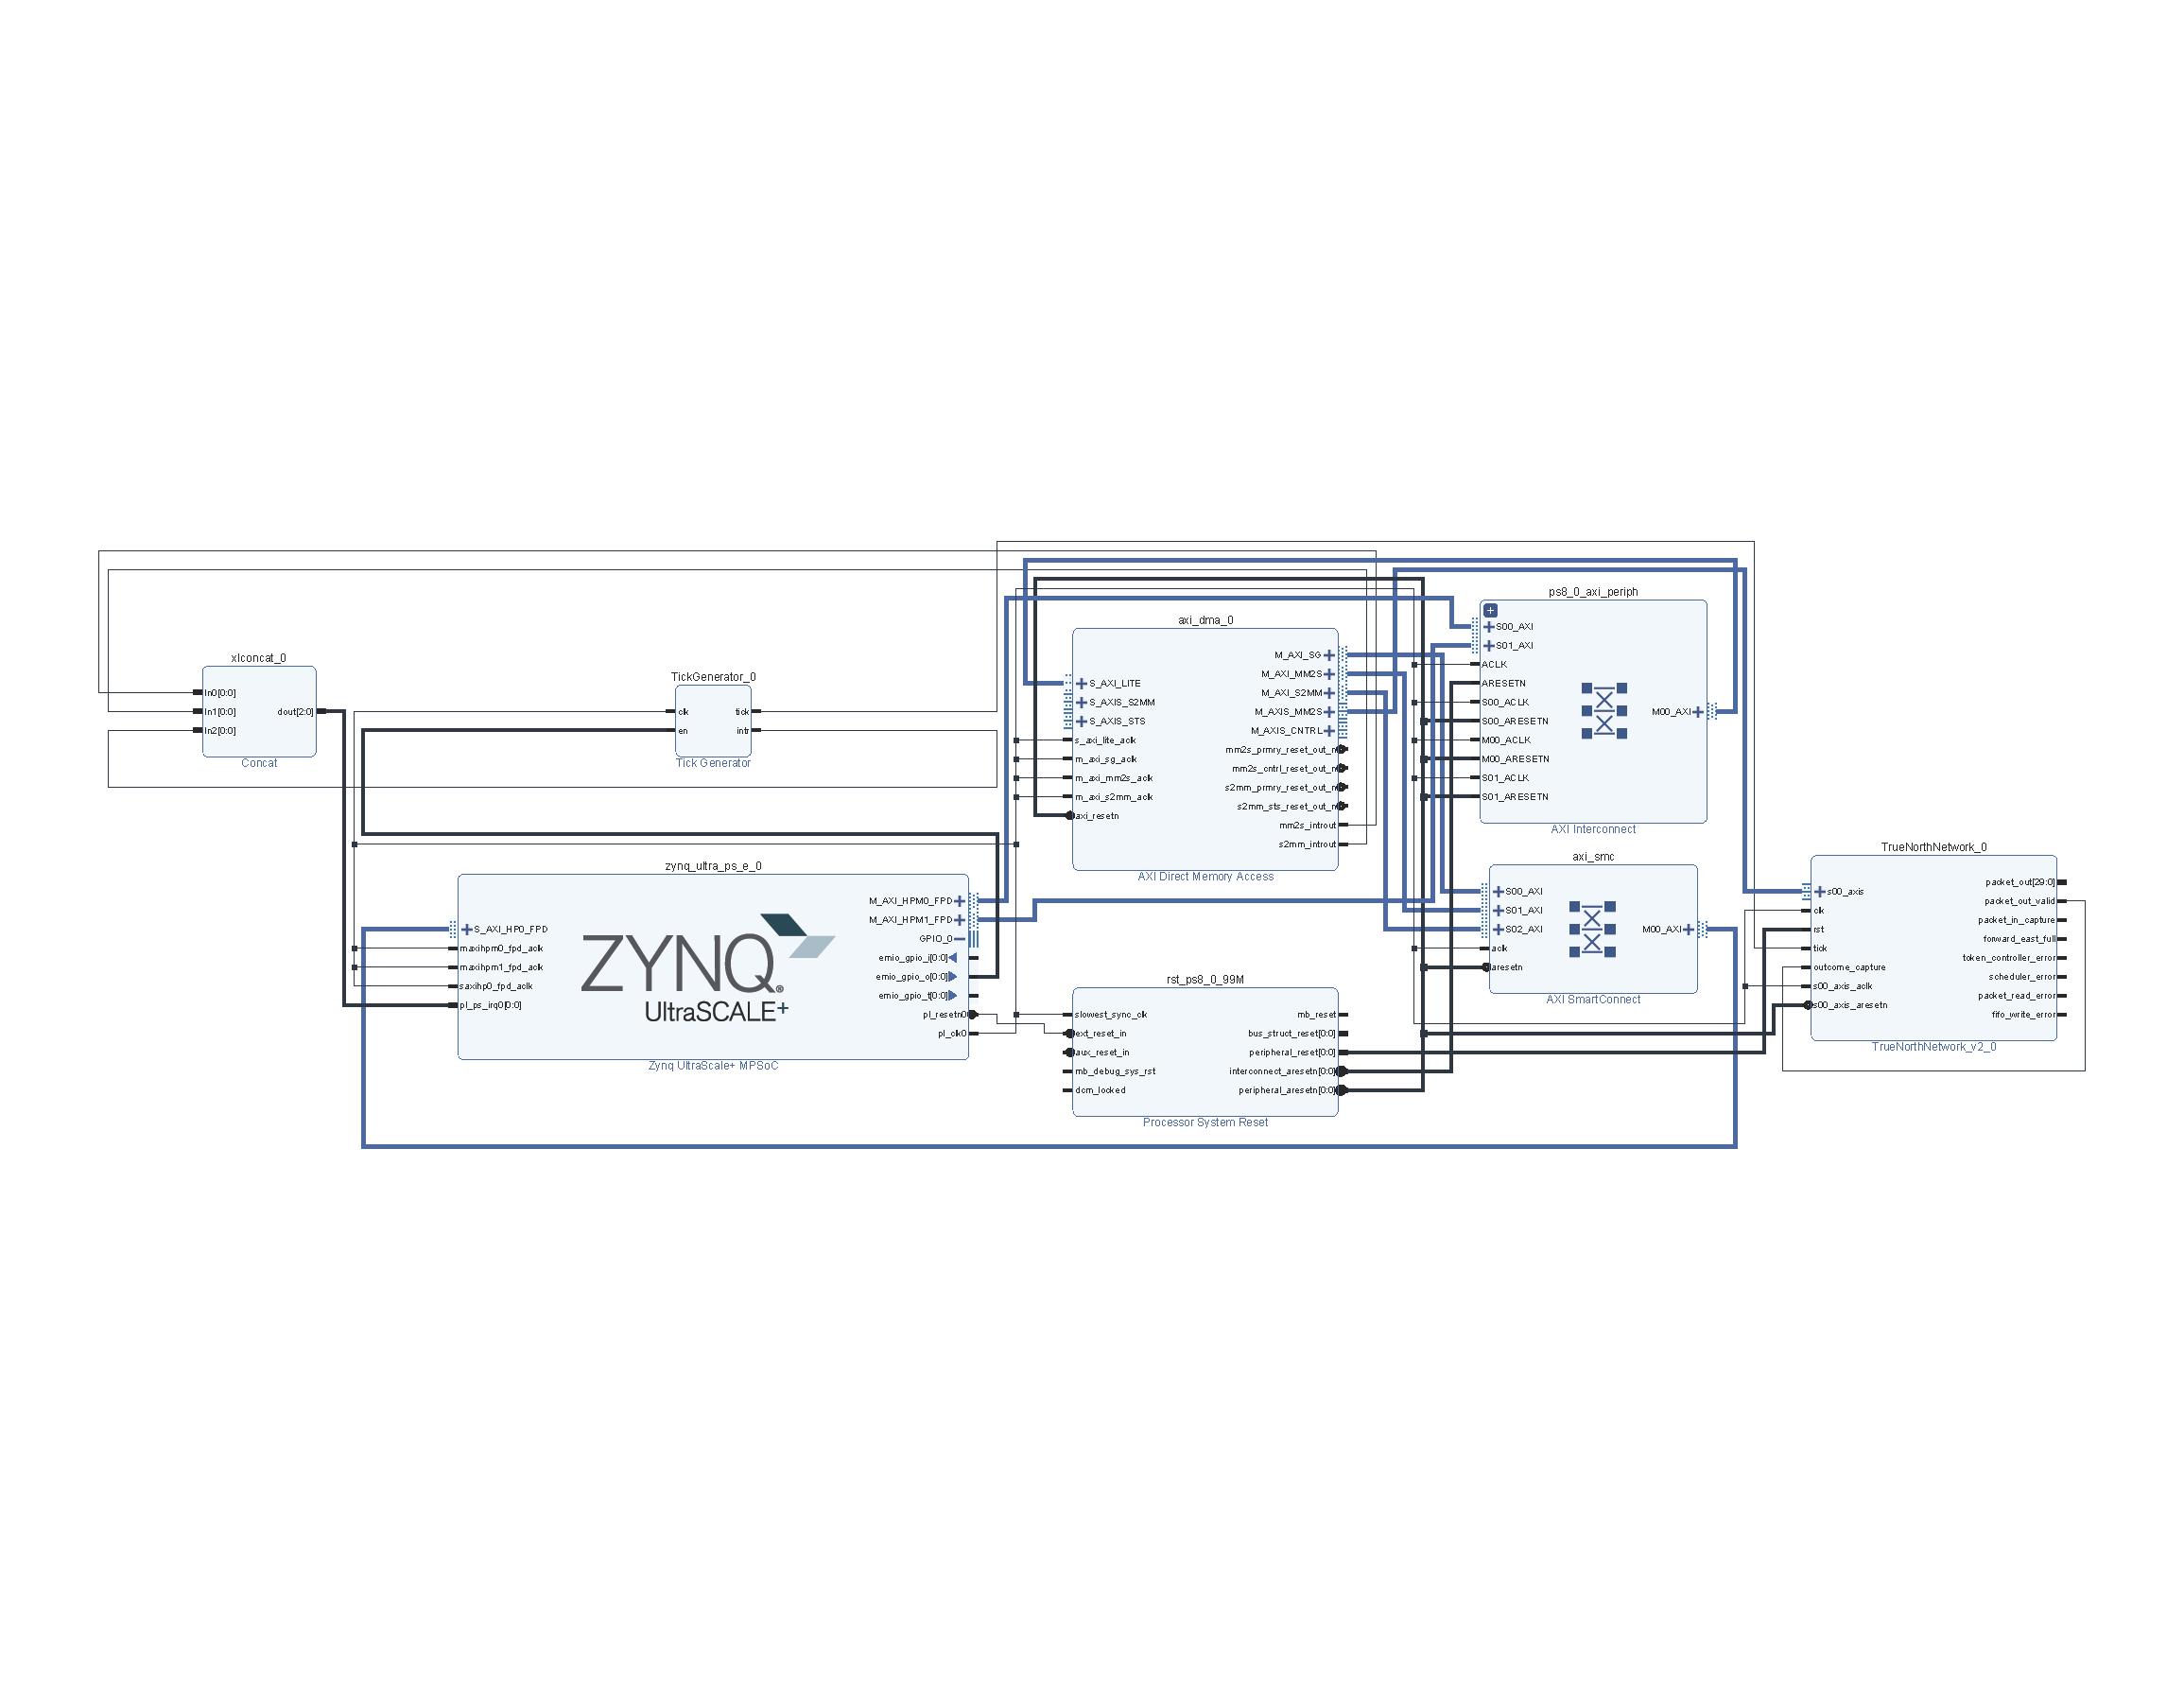 xlconcat_0
In0[0:0]
In1[0:0]
In2[0:0]
dout[2:0]
Concat
TickGenerator_0
clk
en
tick
intr
Tick Generator
zynq_ultra_ps_e_0
S_AXI_HP0_FPD
maxihpm0_fpd_aclk
maxihpm1_fpd_aclk
saxihp0_fpd_aclk
pl_ps_irq0[0:0]
ZYNQ®
UltraSCALE+
M_AXI_HPM0_FPD
M_AXI_HPM1_FPD
GPIO_0
emio_gpio_i[0:0]
emio_gpio_o[0:0]
emio_gpio_t[0:0]
pl_resetn0
pl_clk0
Zynq UltraScale+ MPSoC
axi_dma_0
S_AXI_LITE
S_AXIS_S2MM
S_AXIS_STS
s_axi_lite_aclk
m_axi_sg_aclk
m_axi_mm2s_aclk
m_axi_s2mm_aclk
axi_resetn
M_AXI_SG
M_AXI_MM2S
M_AXI_S2MM
M_AXIS_MM2S
M_AXIS_CNTRL
mm2s_prmry_reset_out_n
mm2s_cntrl_reset_out_n
s2mm_prmry_reset_out_n
s2mm_sts_reset_out_n
mm2s_introut
s2mm_introut
AXI Direct Memory Access
rst_ps8_0_99M
slowest_sync_clk
ext_reset_in
aux_reset_in
mb_debug_sys_rst
dcm_locked
mb_reset
bus_struct_reset[0:0]
peripheral_reset[0:0]
interconnect_aresetn[0:0]
peripheral_aresetn[0:0]
Processor System Reset
ps8_0_axi_periph
S00_AXI
S01_AXI
ACLK
ARESETN
S00_ACLK
S00_ARESETN
M00_ACLK
M00_ARESETN
S01_ACLK
S01_ARESETN
M00_AXI
AXI Interconnect
axi_smc
S00_AXI
S01_AXI
S02_AXI
aclk
aresetn
M00_AXI
AXI SmartConnect
TrueNorthNetwork_0
s00_axis
clk
rst
tick
outcome_capture
s00_axis_aclk
s00_axis_aresetn
packet_out[29:0]
packet_out_valid
packet_in_capture
forward_east_full
token_controller_error
scheduler_error
packet_read_error
fifo_write_error
TrueNorthNetwork_v2_0